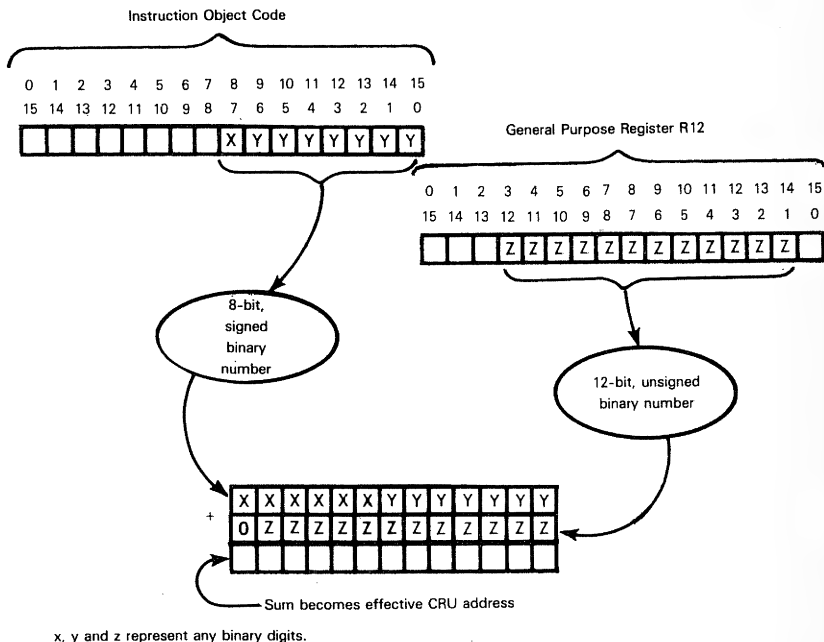 Instruction Object Code
0 1 2 3 4 5 6 7 8 9 10 11 12 13 14 15
15 14 13 12 11 10 9 8 7 6 5 4 3 2 1 0
X Y Y Y Y Y Y Y
General Purpose Register R12
0 1 2 3 4 5 6 7 8 9 10 11 12 13 14 15
15 14 13 12 11 10 9 8 7 6 5 4 3 2 1 0
Z Z Z Z Z Z Z Z Z Z Z Z
8-bit,
signed
binary
number
12-bit, unsigned
binary number
X X X X X X Y Y Y Y Y Y Y
+
0 Z Z Z Z Z Z Z Z Z Z Z Z
Sum becomes effective CRU address
x, y and z represent any binary digits.